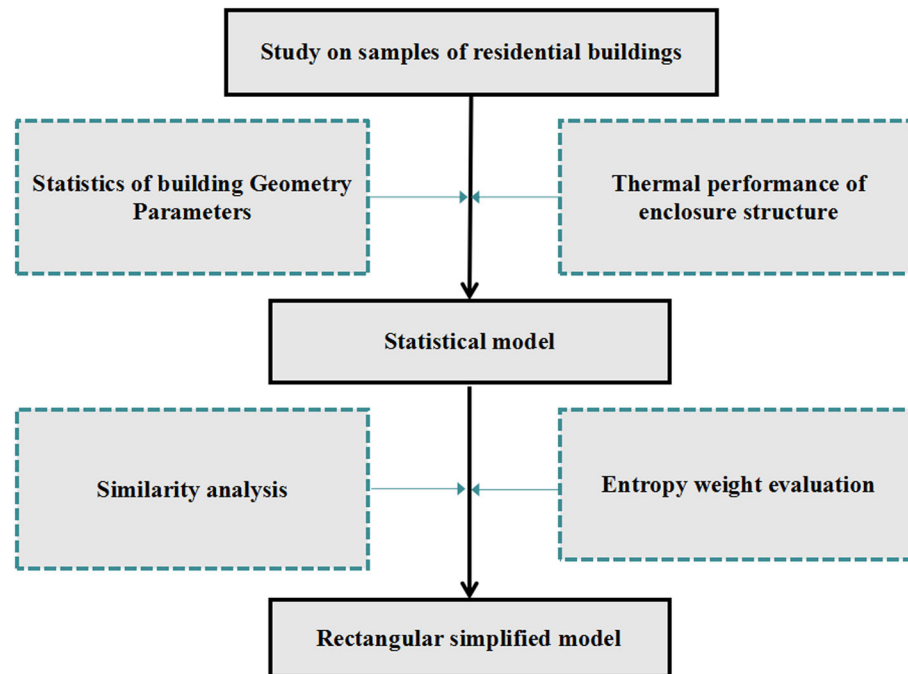 Study on samples of residential buildings
Statistics of building Geometry
Parameters
Thermal performance of
enclosure structure
Statistical model
Similarity analysis
Entropy weight evaluation
Rectangular simplified model